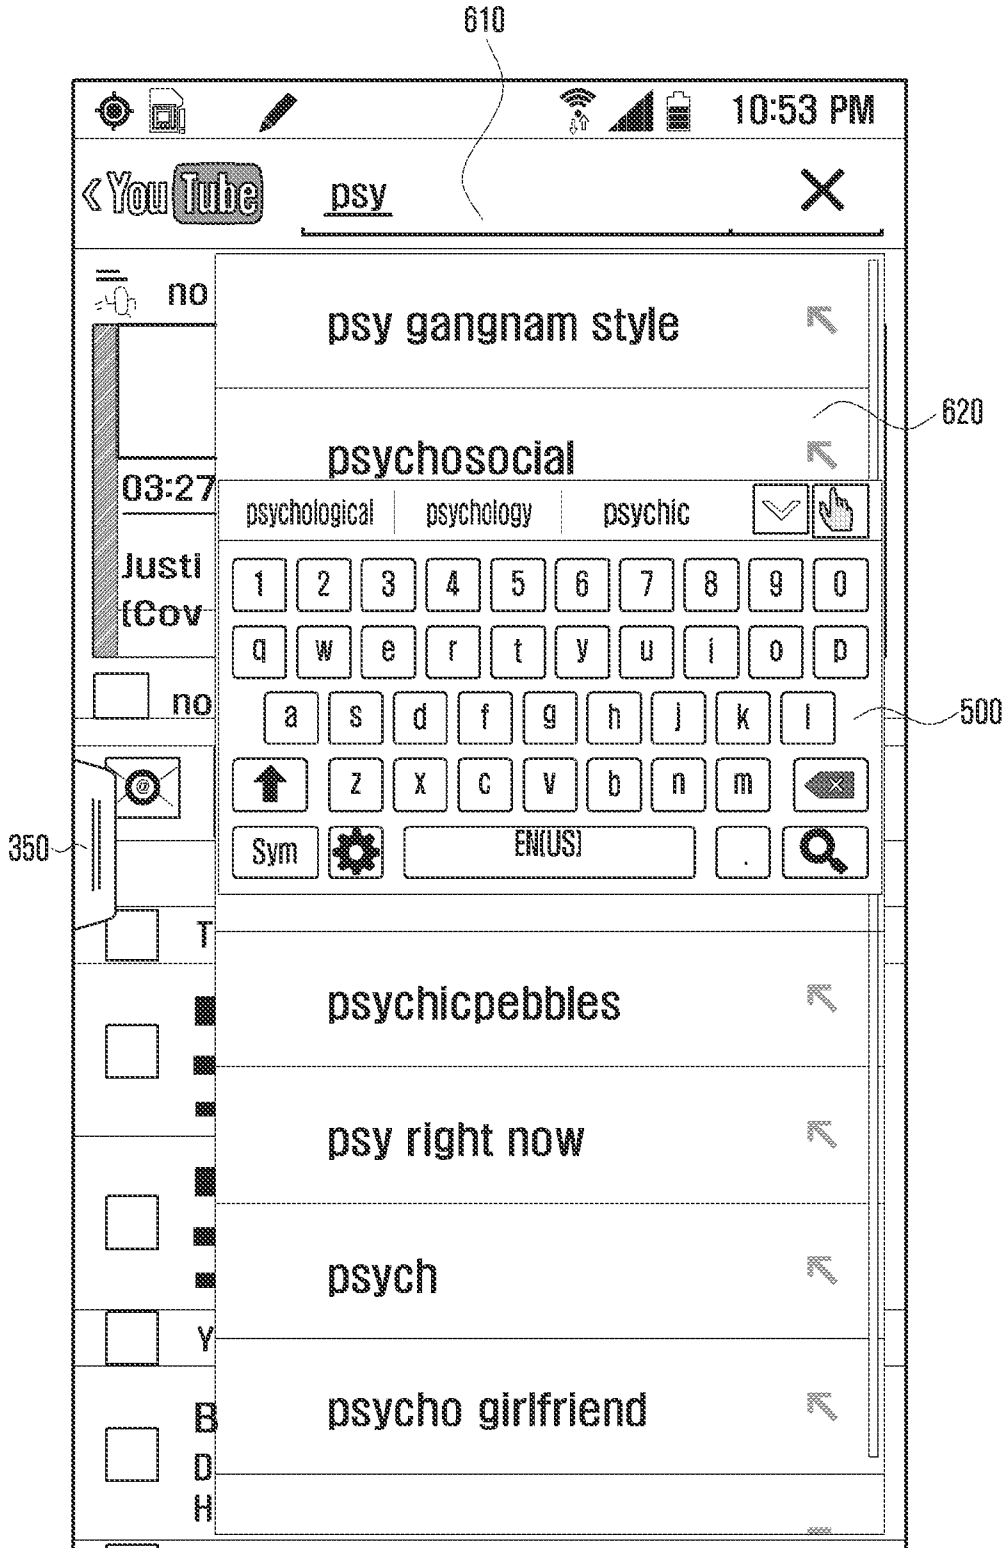 610
10:53 PM
YouTube psy
no
psy gangnam style
620
psychosocial
03:27
psychological psychology psychic
Justi
(Cov
1 2 3 4 5 6 7 8 9 0
q w e r t y u i o p
no
a s d f g h j k l
500
z x c v b n m
350
Sym EN(US) .
T
psychicpebbles
psy right now
psych
Y
psycho girlfriend
B
D
H